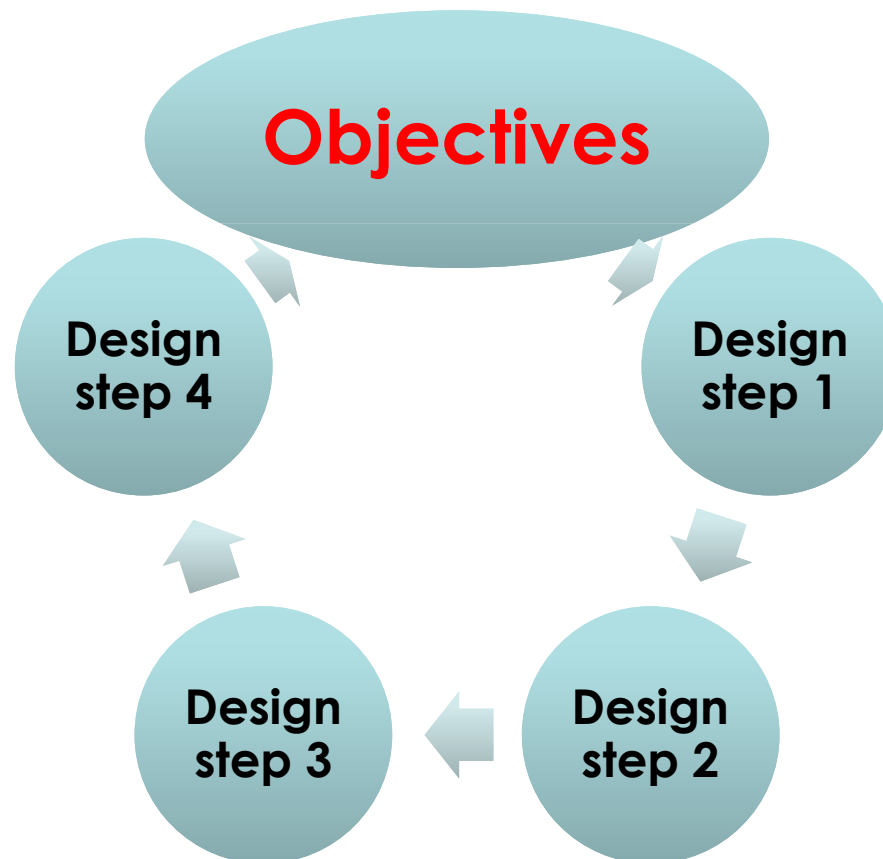 Objectives
Design
step 1
Design
step 2
Design
step 3
Design
step 4